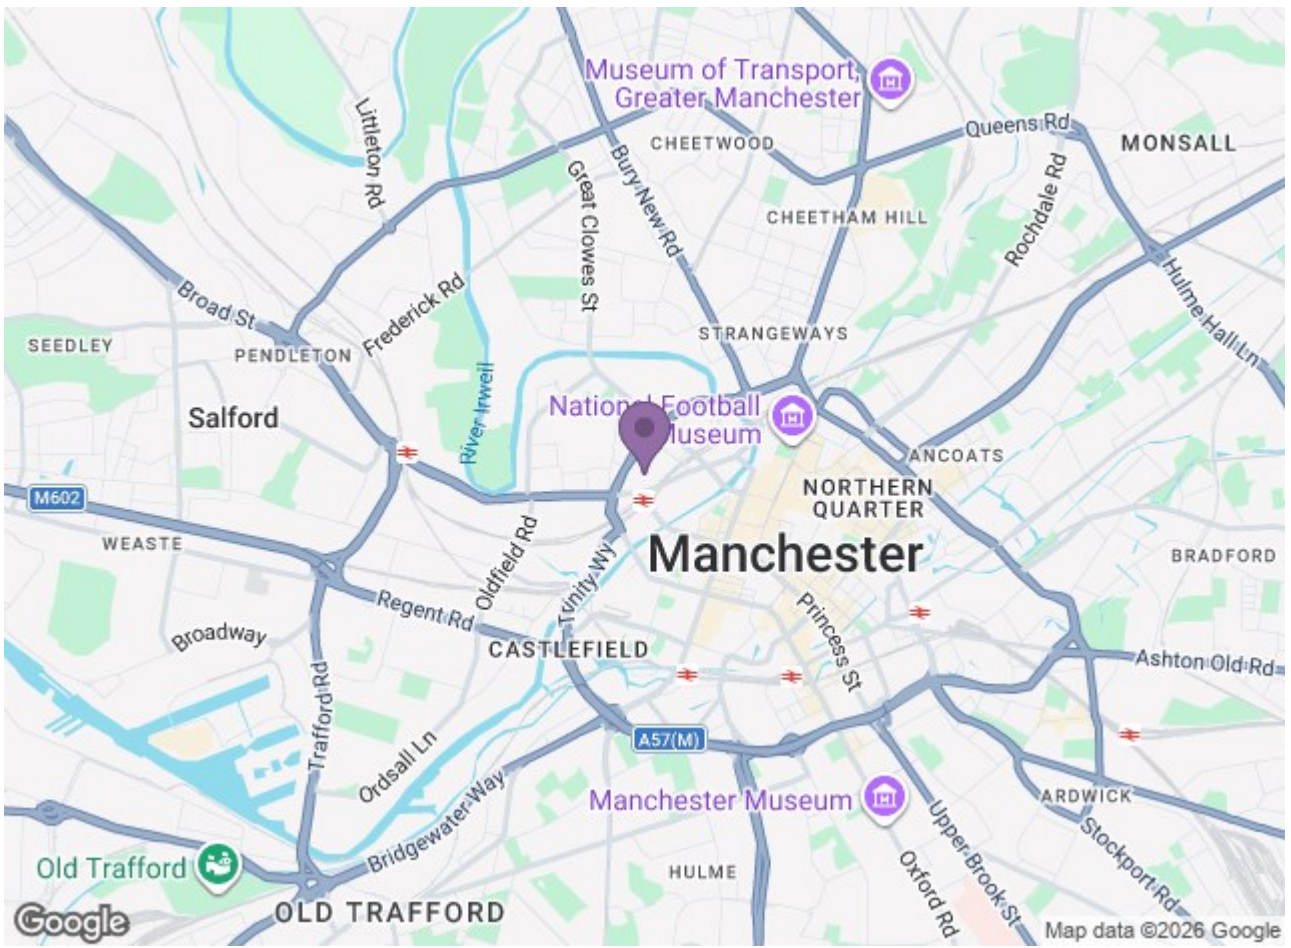 Museum of Transport,
Greater Manchester
Queens Rd
MONSALL
Littleton Rd
CHEETWOOD
Bury New Rd
Great Clowes St
Rochdale Rd
CHEETHAM HILL
Hulme Hall Ln
Broad St
Frederick Rd
SEEDLEY
PENDLETON
STRANGEWAYS
River Irwell
Salford
National Football
Museum
ANCOATS
M602
NORTHERN
QUARTER
WEASTE
Oldfield Rd
Manchester
BRADFORD
Trinity Wy
Regent Rd
Princess St
Broadway
CASTLEFIELD
Ashton Old Rd
Trafford Rd
A57(M)
Ordsall Ln
Manchester Museum
ARDWICK
Bridgewater Way
Upper Brook St
Stockport Rd
Old Trafford
HULME
Oxford Rd
OLD TRAFFORD
Google
Map data ©2026 Google